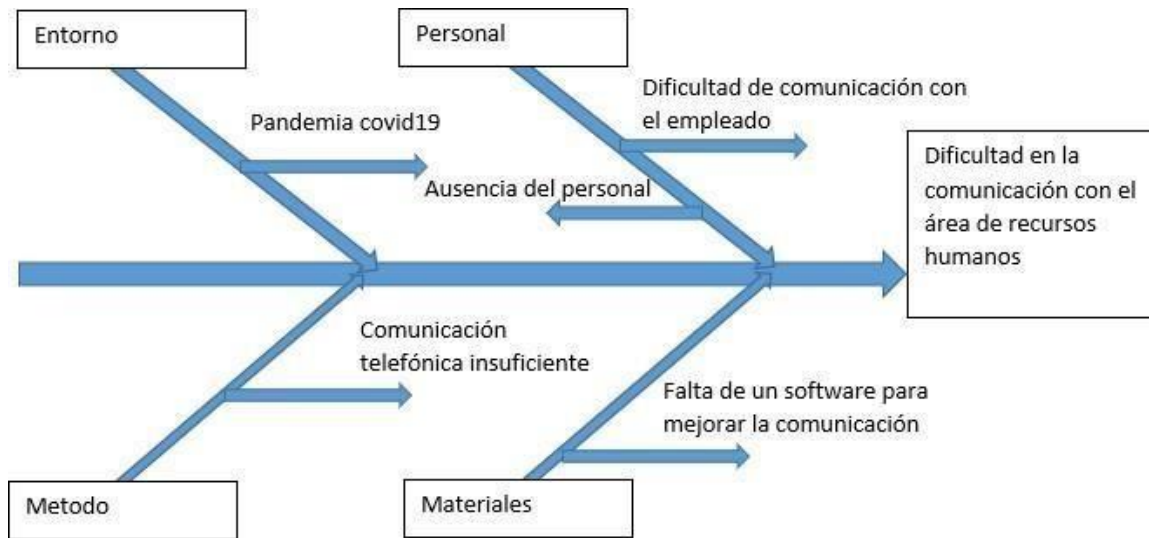 Entorno
Personal
Dificultad de comunicación con
el empleado
Pandemia covid19
Ausencia del personal
Dificultad en la
comunicación con el
área de recursos
humanos
Comunicación
telefónica insuficiente
Falta de un software para
mejorar la comunicación
Metodo
Materiales